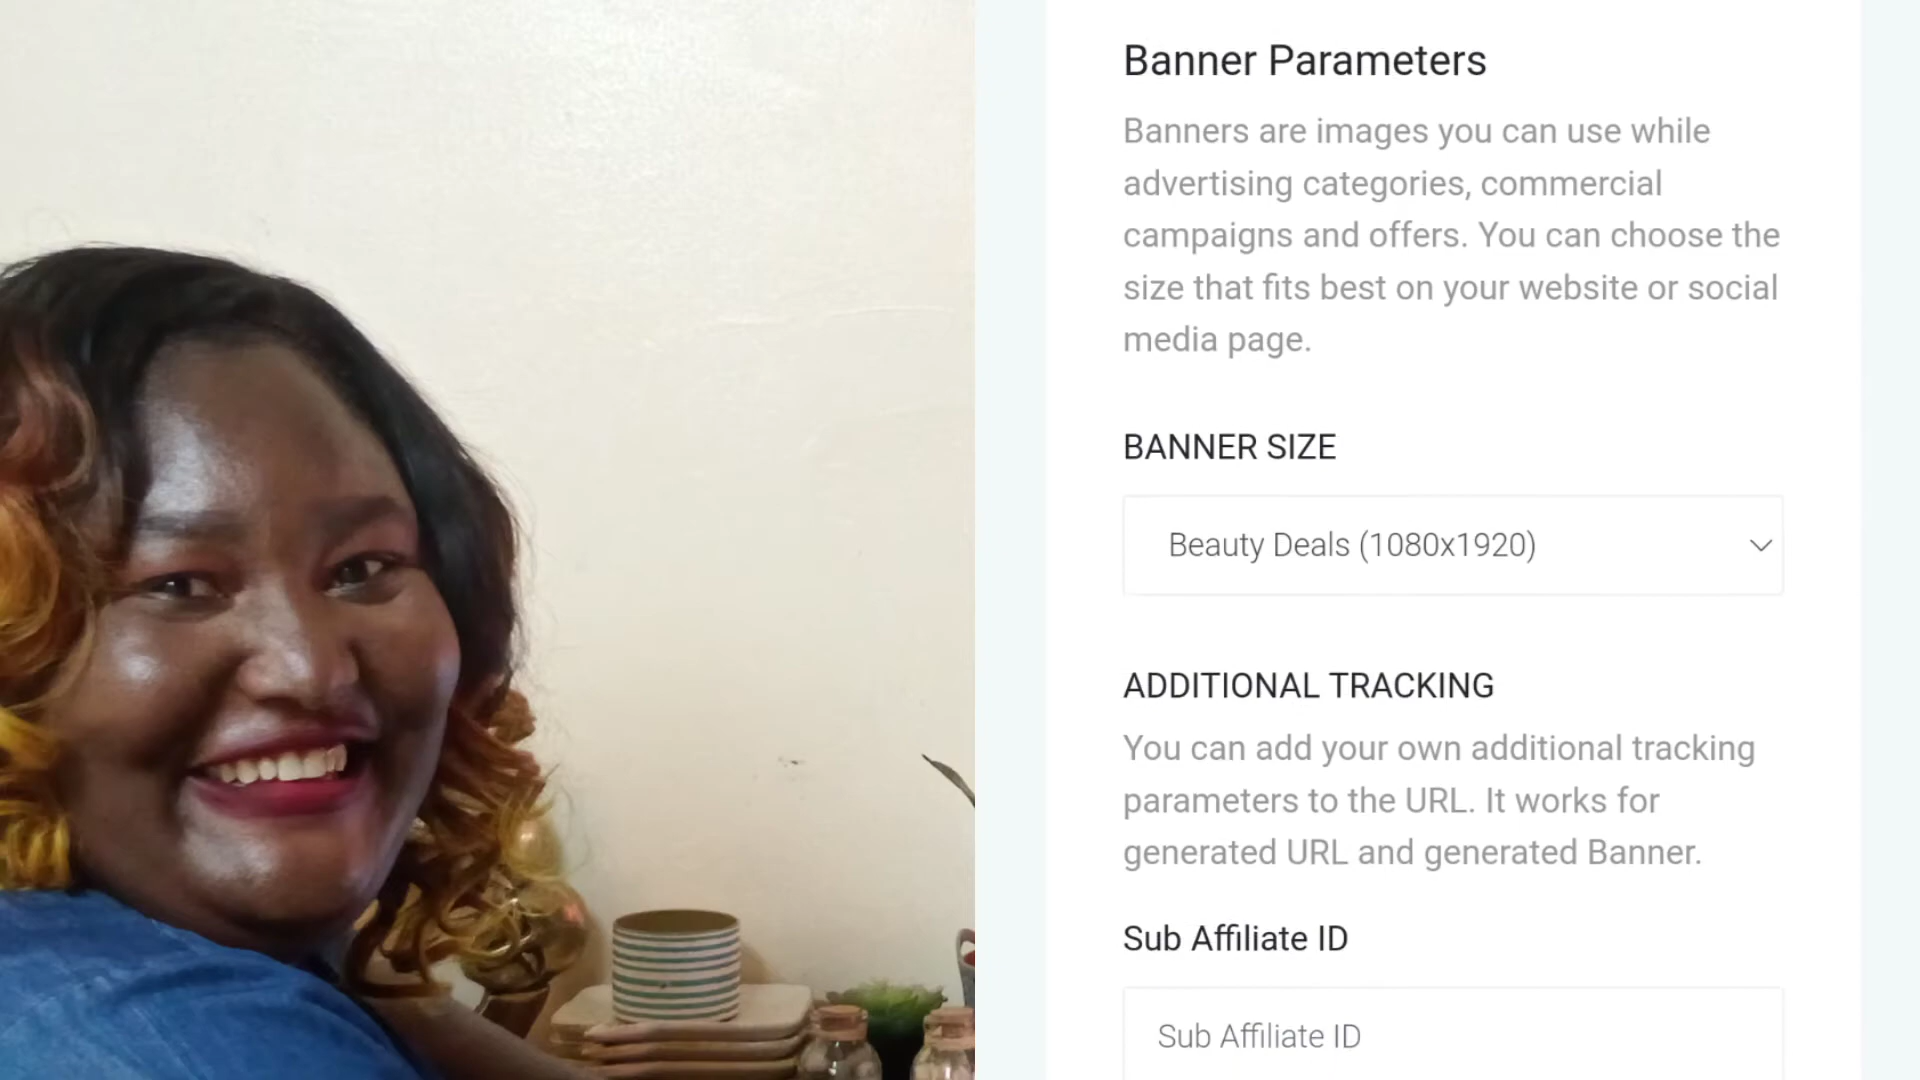 Banner Parameters
Banners are images you can use while
advertising categories, commercial
campaigns and offers. You can choose the
size that fits best on your website or social
media page.
BANNER SIZE
Beauty Deals (1080x1920)
ADDITIONAL TRACKING
You can add your own additional tracking
parameters to the URL. It works for
generated URL and generated Banner.
Sub Affiliate ID
Sub Affiliate ID